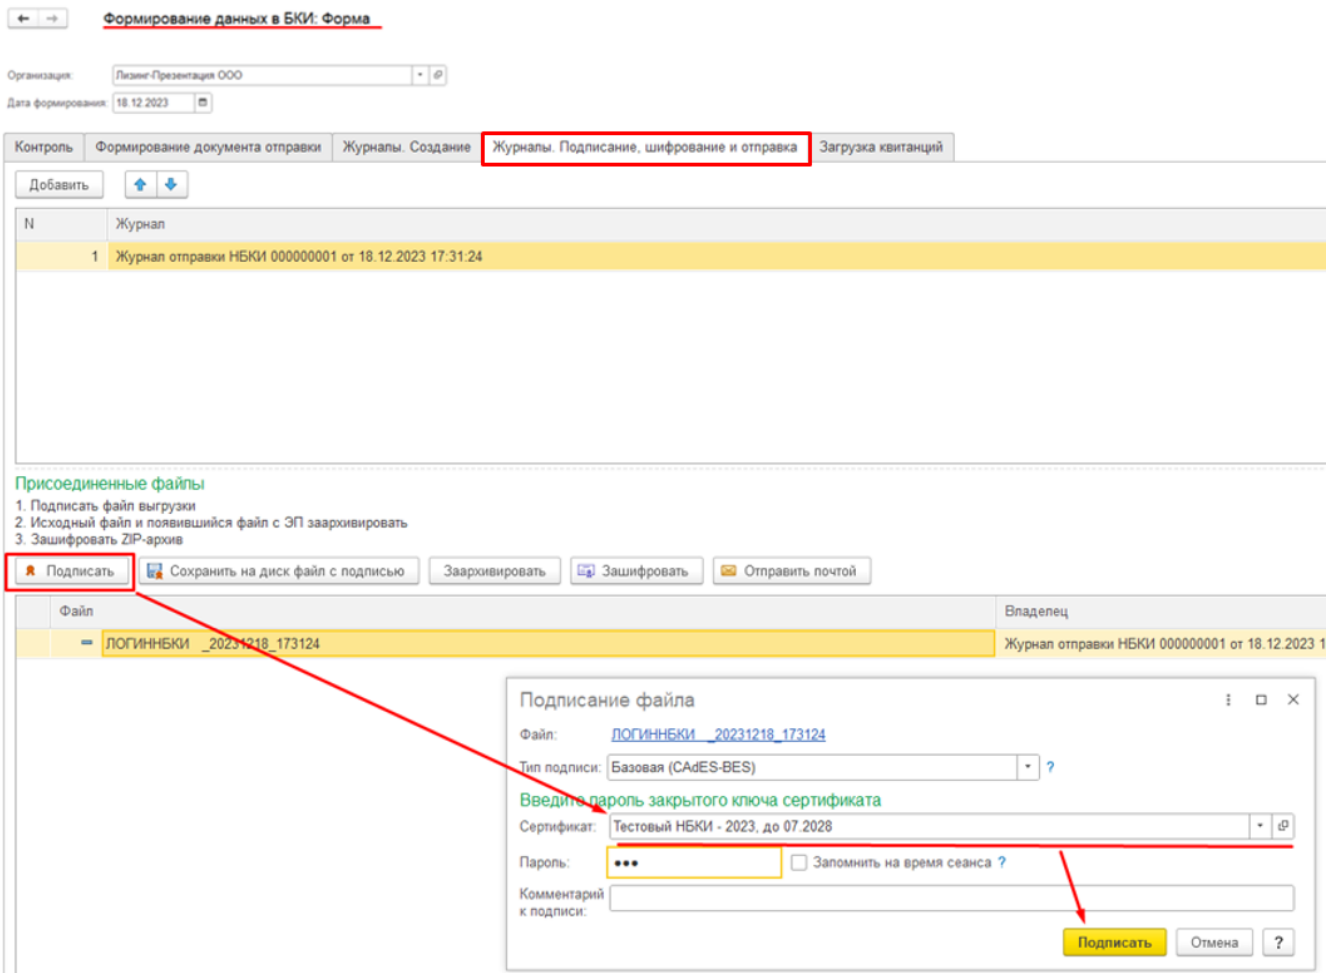 Формирование данных в БКИ: Форма
Организация: Лизинг-Презентация ООО
Дата формирования: 18.12.2023
Контроль Формирование документа отправки Журналы. Создание Журналы. Подписание, шифрование и отправка Загрузка квитанций
Добавить
N Журнал
1 Журнал отправки НБКИ 000000001 от 18.12.2023 17:31:24
Присоединенные файлы
1. Подписать файл выгрузки
2. Исходный файл и появившийся файл с ЭП заархивировать
3. Зашифровать ZIP-архив
Подписать Сохранить на диск файл с подписью Заархивировать Зашифровать Отправить почтой
Файл Владелец
ЛОГИННБКИ _20231218_173124 Журнал отправки НБКИ 000000001 от 18.12.2023 1
Подписание файла
Файл: ЛОГИННБКИ _20231218_173124
Тип подписи: Базовая (CAdES-BES) ?
Введите пароль закрытого ключа сертификата
Сертификат: Тестовый НБКИ - 2023, до 07.2028
Пароль: ●●● Запомнить на время сеанса ?
Комментарий
к подписи:
Подписать Отмена ?